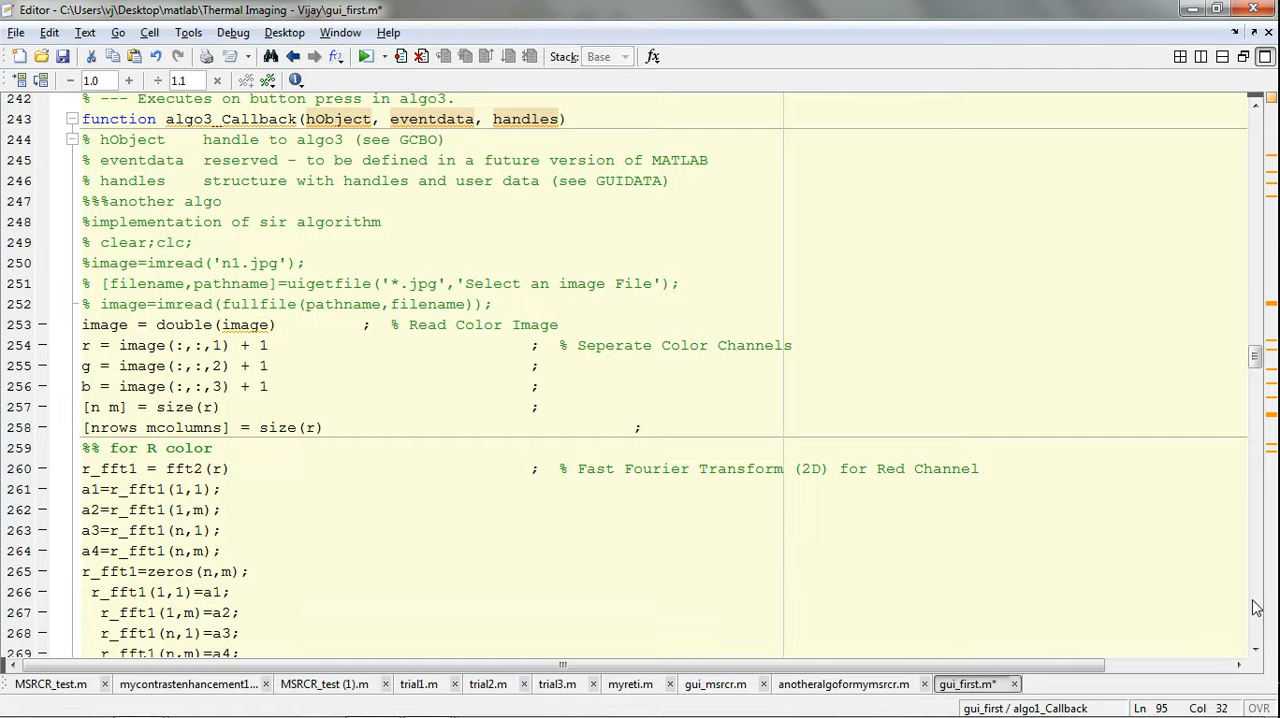 Editor - C:\Users\vj\Desktop\matlab\Thermal Imaging - Vijay\gui_first.m*
File Edit Text Go Cell Tools Debug Desktop Window Help
Stack: Base fx
1.0 1.1
242 % --- Executes on button press in algo3.
243 function algo3_Callback(hObject, eventdata, handles)
244 % hObject    handle to algo3 (see GCBO)
245 % eventdata  reserved - to be defined in a future version of MATLAB
246 % handles    structure with handles and user data (see GUIDATA)
247 %%%another algo
248 %implementation of sir algorithm
249 % clear;clc;
250 %image=imread('n1.jpg');
251 % [filename,pathname]=uigetfile('*.jpg','Select an image File');
252 % image=imread(fullfile(pathname,filename));
253 image = double(image) ; % Read Color Image
254 r = image(:,:,1) + 1 ; % Seperate Color Channels
255 g = image(:,:,2) + 1 ;
256 b = image(:,:,3) + 1 ;
257 [n m] = size(r) ;
258 [nrows mcolumns] = size(r) ;
259 %% for R color
260 r_fft1 = fft2(r) ; % Fast Fourier Transform (2D) for Red Channel
261 a1=r_fft1(1,1);
262 a2=r_fft1(1,m);
263 a3=r_fft1(n,1);
264 a4=r_fft1(n,m);
265 r_fft1=zeros(n,m);
266 r_fft1(1,1)=a1;
267 r_fft1(1,m)=a2;
268 r_fft1(n,1)=a3;
269 r_fft1(n,m)=a4;
MSRCR_test.m mycontrastenhancement1... MSRCR_test (1).m trial1.m trial2.m trial3.m myreti.m gui_msrcr.m anotheralgoformymsrcr.m gui_first.m*
gui_first / algo1_Callback Ln 95 Col 32 OVR